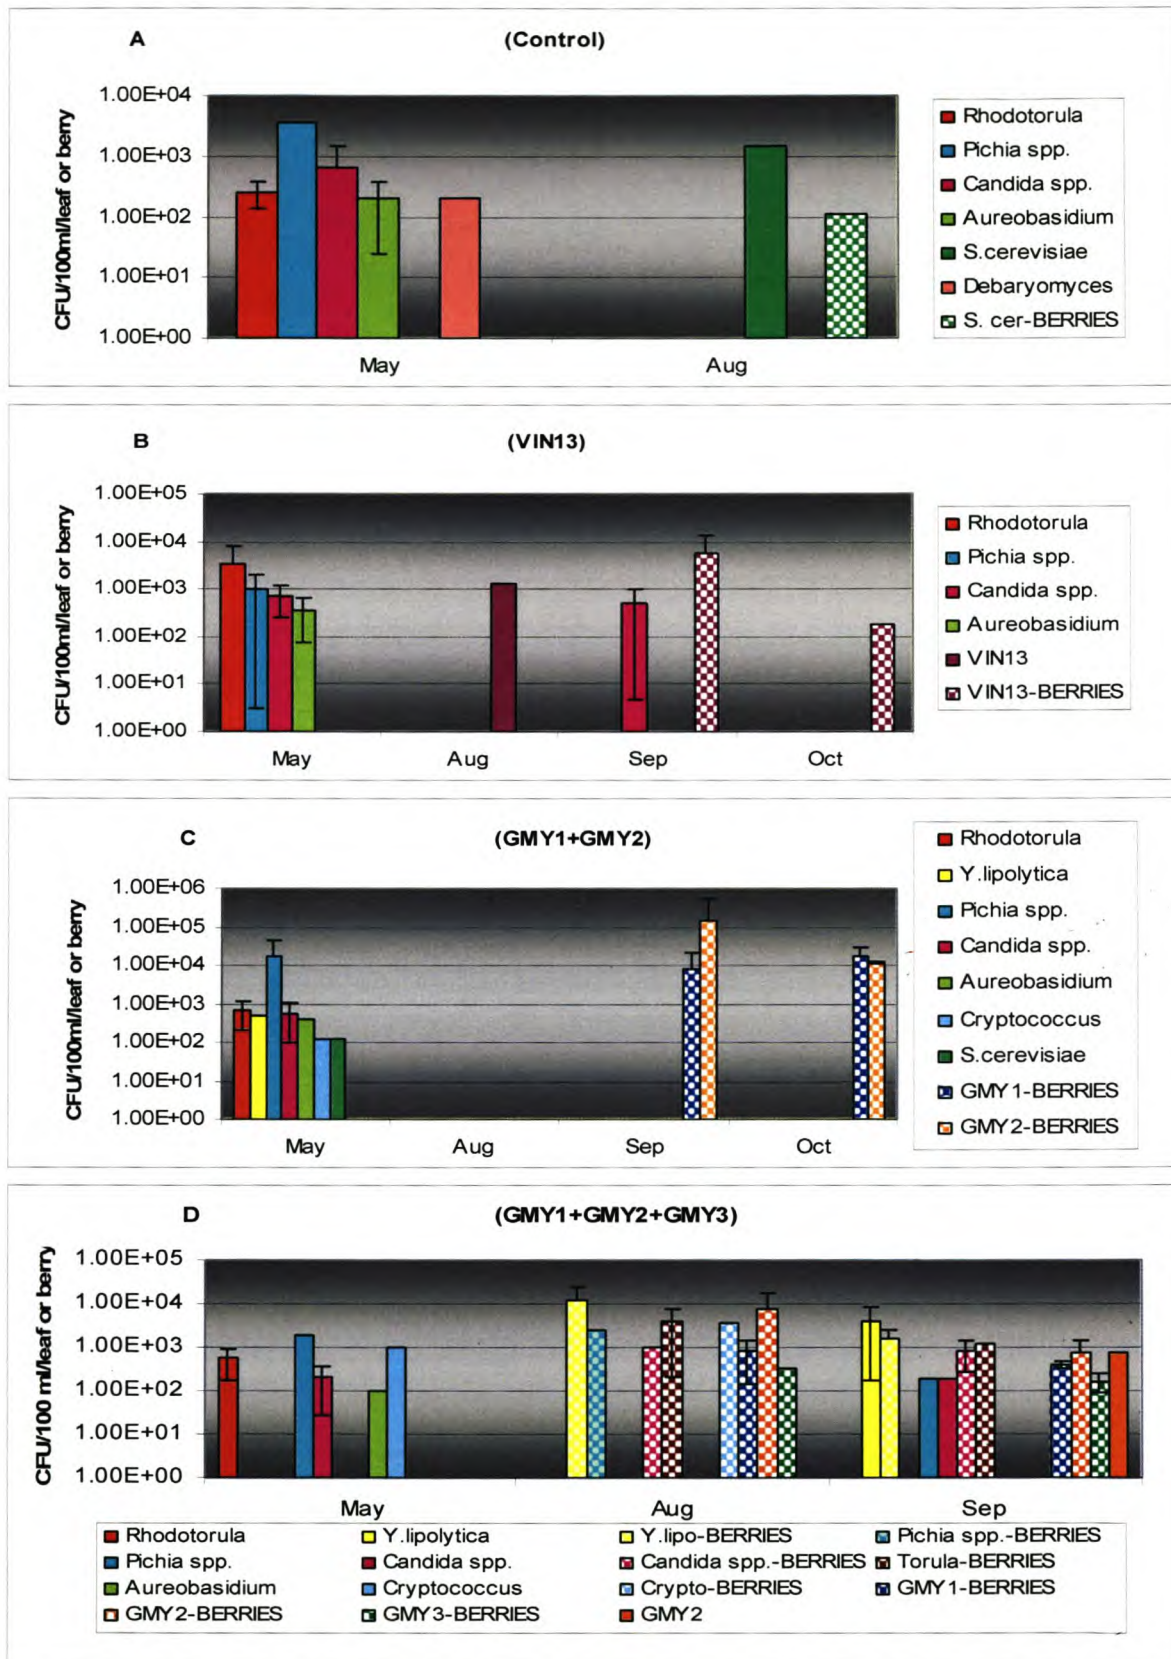 A (Control)
CFU/100ml/leaf or berry
1.00E+04
1.00E+03
1.00E+02
1.00E+01
1.00E+00
May Aug
Rhodotorula
Pichia spp.
Candida spp.
Aureobasidium
S.cerevisiae
Debaryomyces
S. cer-BERRIES
B (VIN13)
CFU/100ml/leaf or berry
1.00E+05
1.00E+04
1.00E+03
1.00E+02
1.00E+01
1.00E+00
May Aug Sep Oct
Rhodotorula
Pichia spp.
Candida spp.
Aureobasidium
VIN13
VIN13-BERRIES
C (GMY1+GMY2)
CFU/100ml/leaf or berry
1.00E+06
1.00E+05
1.00E+04
1.00E+03
1.00E+02
1.00E+01
1.00E+00
May Aug Sep Oct
Rhodotorula
Y.lipolytica
Pichia spp.
Candida spp.
Aureobasidium
Cryptococcus
S.cerevisiae
GMY1-BERRIES
GMY2-BERRIES
D (GMY1+GMY2+GMY3)
CFU/100 ml/leaf or berry
1.00E+05
1.00E+04
1.00E+03
1.00E+02
1.00E+01
1.00E+00
May Aug Sep
Rhodotorula Y.lipolytica Y.lipo-BERRIES Pichia spp.-BERRIES
Pichia spp. Candida spp. Candida spp.-BERRIES Torula-BERRIES
Aureobasidium Cryptococcus Crypto-BERRIES GMY1-BERRIES
GMY2-BERRIES GMY3-BERRIES GMY2